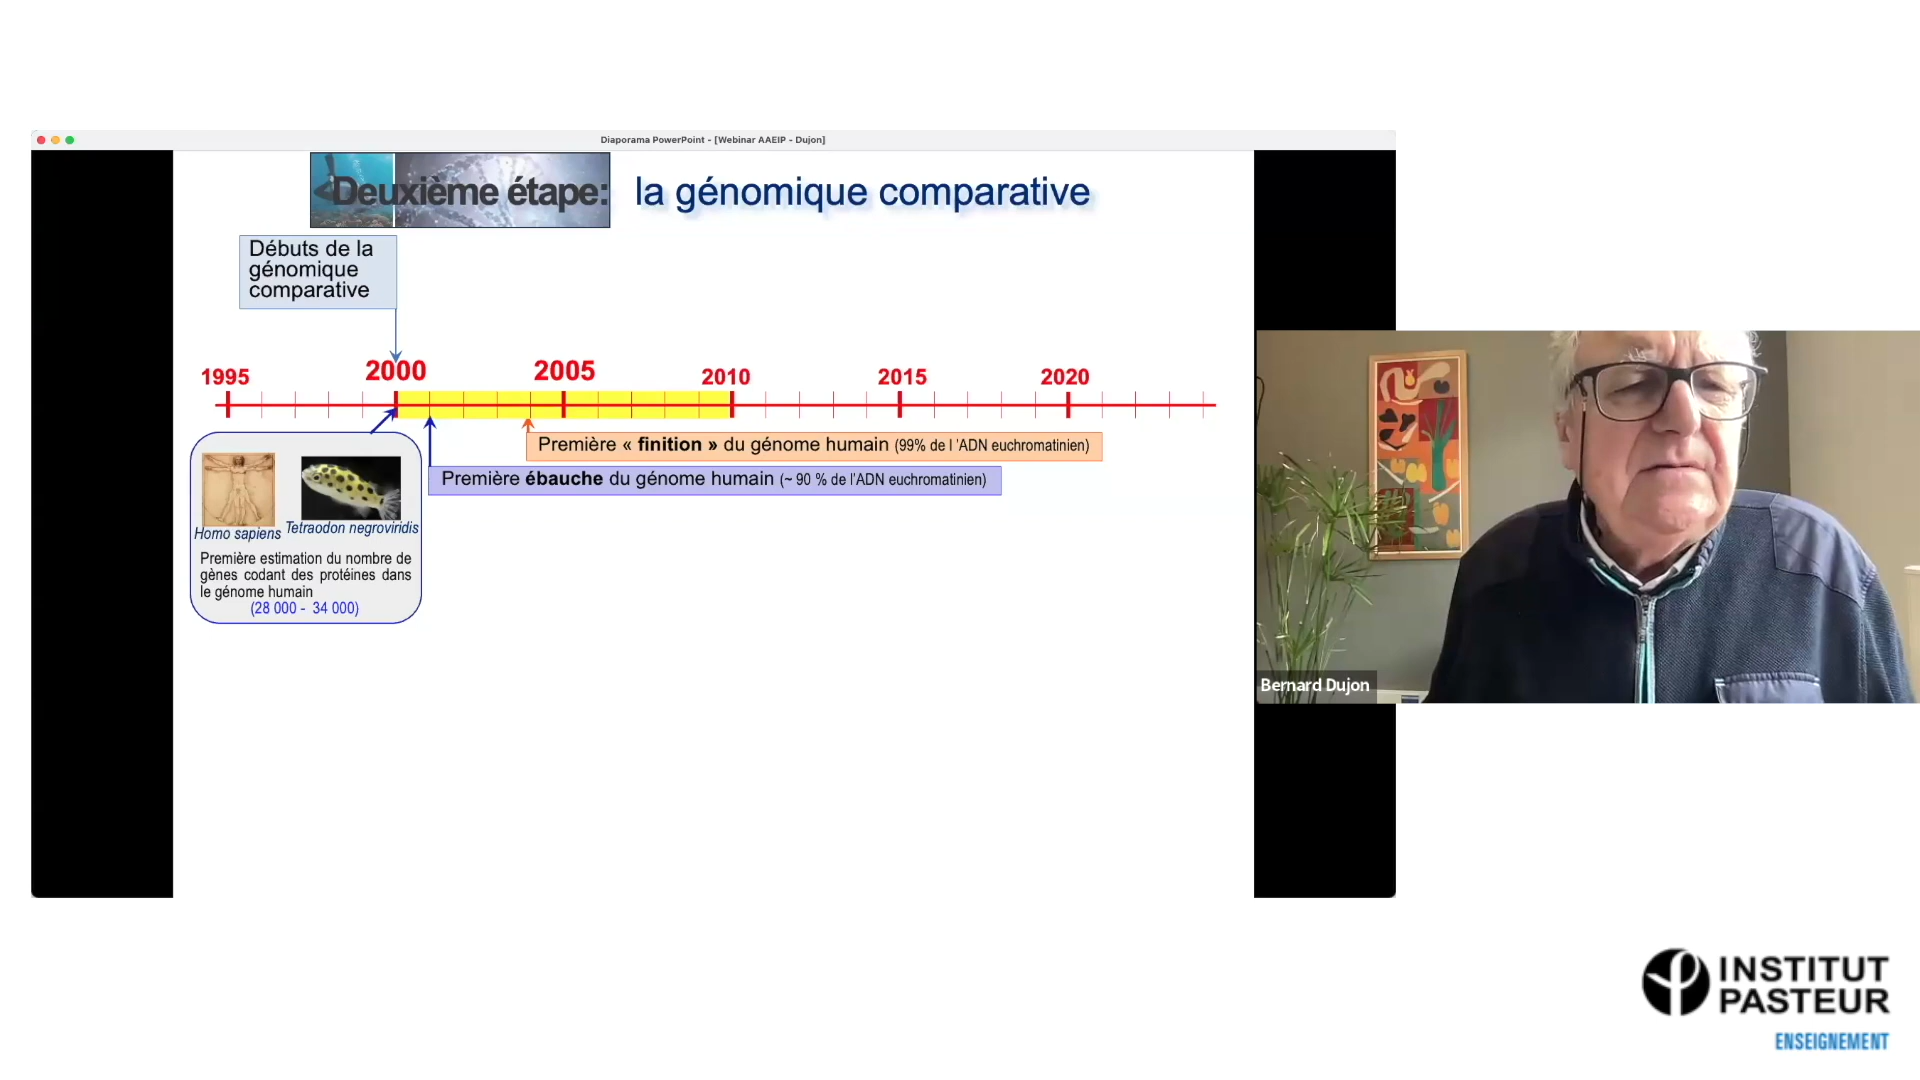 Diaporama PowerPoint - [Webinar AAEIP - Dujon]
<Deuxième étape: la génomique comparative
Débuts de la
génomique
comparative
1995 2000 2005 2010 2015 2020
Première « finition » du génome humain (99% de l 'ADN euchromatinien)
Première ébauche du génome humain (~ 90 % de l'ADN euchromatinien)
Homo sapiens Tetraodon negroviridis
Première estimation du nombre de
gènes codant des protéines dans
le génome humain
(28 000 - 34 000)
Bernard Dujon
INSTITUT
PASTEUR
ENSEIGNEMENT